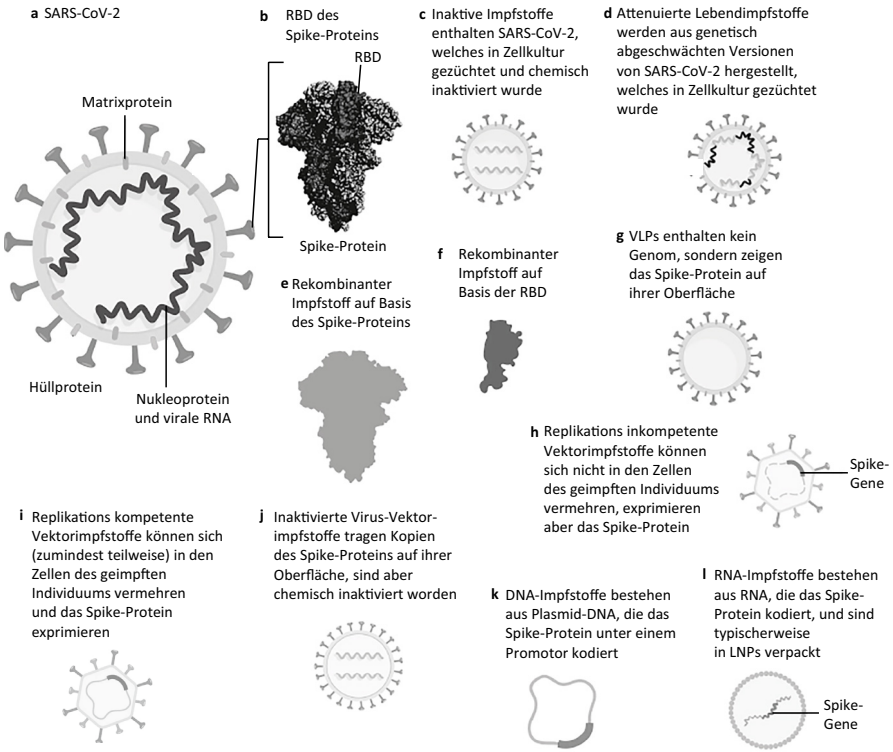 a SARS-CoV-2
Matrixprotein
Hüllprotein
Nukleoprotein
und virale RNA
b RBD des
Spike-Proteins
RBD
Spike-Protein
c Inaktive Impfstoffe
enthalten SARS-CoV-2,
welches in Zellkultur
gezüchtet und chemisch
inaktiviert wurde
d Attenuierte Lebendimpfstoffe
werden aus genetisch
abgeschwächten Versionen
von SARS-CoV-2 hergestellt,
welches in Zellkultur gezüchtet
wurde
e Rekombinanter
Impfstoff auf Basis
des Spike-Proteins
f Rekombinanter
Impfstoff auf
Basis der RBD
g VLPs enthalten kein
Genom, sondern zeigen
das Spike-Protein auf
ihrer Oberfläche
h Replikations inkompetente
Vektorimpfstoffe können
sich nicht in den Zellen
des geimpften Individuums
vermehren, exprimieren
aber das Spike-Protein
Spike-
Gene
i Replikations kompetente
Vektorimpfstoffe können sich
(zumindest teilweise) in den
Zellen des geimpften
Individuums vermehren
und das Spike-Protein
exprimieren
j Inaktivierte Virus-Vektor-
impfstoffe tragen Kopien
des Spike-Proteins auf ihrer
Oberfläche, sind aber
chemisch inaktiviert worden
k DNA-Impfstoffe bestehen
aus Plasmid-DNA, die das
Spike-Protein unter einem
Promotor kodiert
l RNA-Impfstoffe bestehen
aus RNA, die das Spike-
Protein kodiert, und sind
typischerweise
in LNPs verpackt
Spike-
Gene